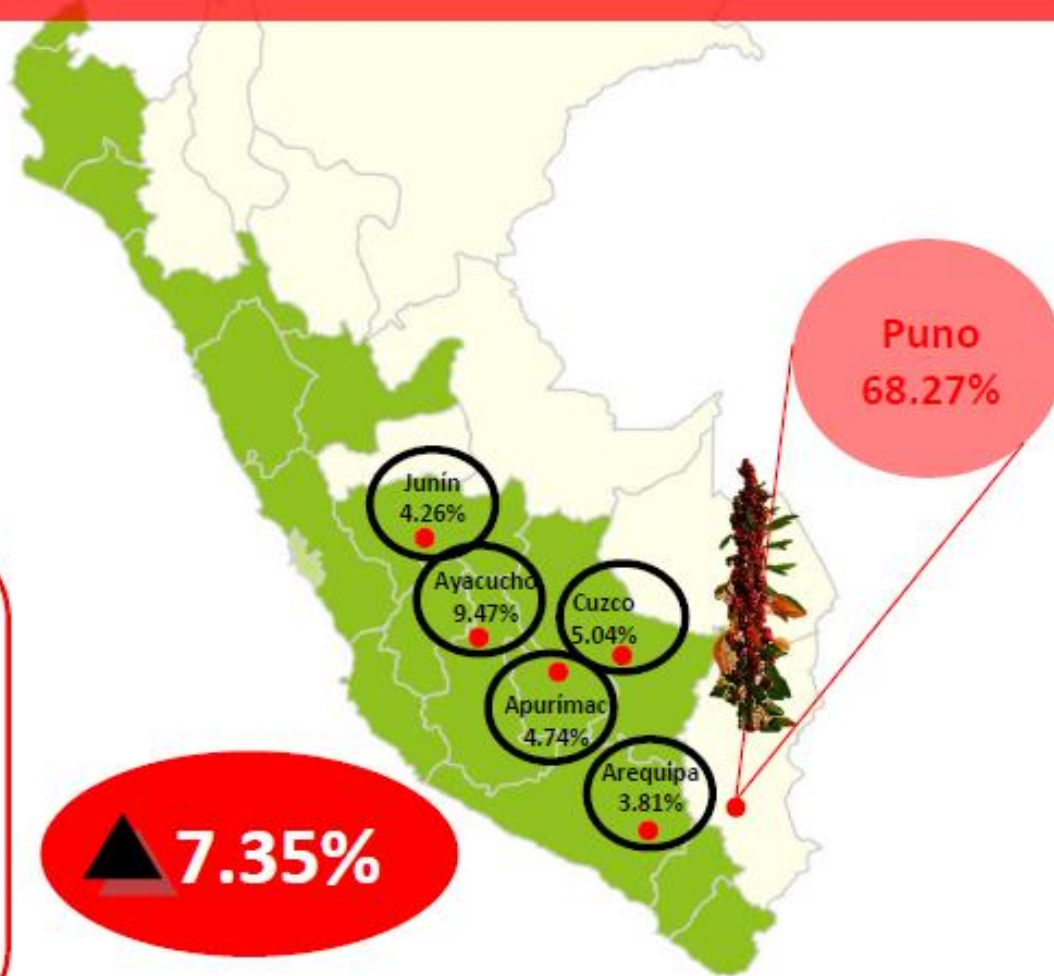 Puno
68.27%
Junín
4.26%
Ayacucho
9.47%
Cuzco
5.04%
Apurímac
4.74%
Arequipa
3.81%
7.35%